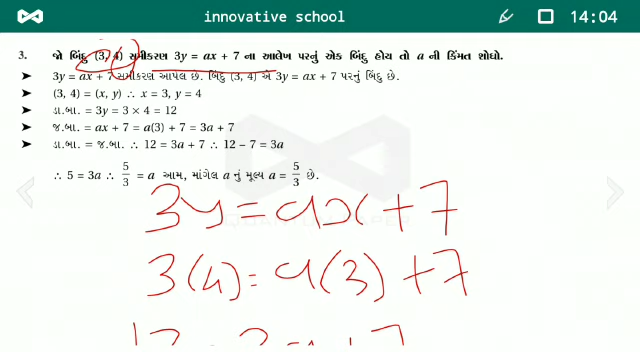 innovative school
14:04
3. જો બિંદુ (3, 4) સમીકરણ 3y = ax + 7 ના આલેખ પરનું એક બિંદુ હોય તો a ની કિંમત શોધો.
➤ 3y = ax + 7 સમીકરણ આપેલ છે. બિંદુ (3, 4) એ 3y = ax + 7 પરનું બિંદુ છે.
➤ (3, 4) = (x, y) ∴ x = 3, y = 4
➤ ડા.બા. = 3y = 3 × 4 = 12
➤ જ.બા. = ax + 7 = a(3) + 7 = 3a + 7
➤ ડા.બા. = જ.બા. ∴ 12 = 3a + 7 ∴ 12 − 7 = 3a
∴ 5 = 3a ∴ 5/3 = a આમ, માંગેલ a નું મૂલ્ય a = 5/3 છે.
3y = ax + 7
3(4) = a(3) + 7
12 = 3a + 7